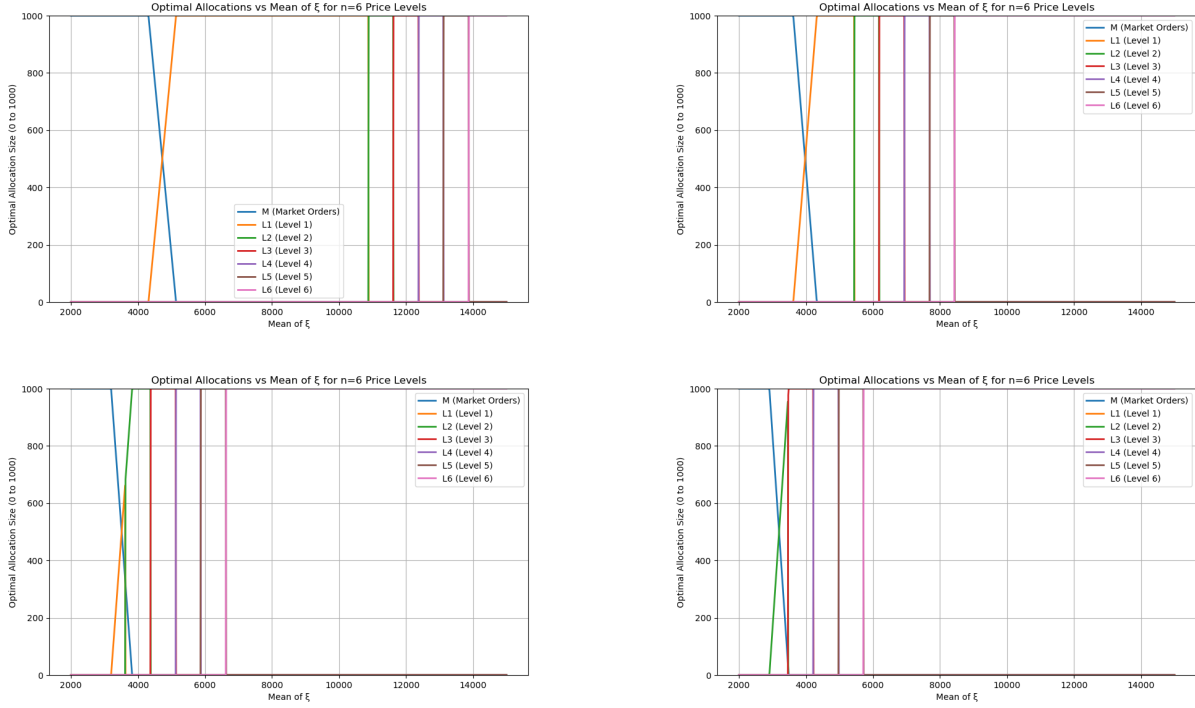 Optimal Allocations vs Mean of ξ for n=6 Price Levels
1000
800
600
400
200
0
Optimal Allocation Size (0 to 1000)
M (Market Orders)
L1 (Level 1)
L2 (Level 2)
L3 (Level 3)
L4 (Level 4)
L5 (Level 5)
L6 (Level 6)
2000 4000 6000 8000 10000 12000 14000
Mean of ξ
Optimal Allocations vs Mean of ξ for n=6 Price Levels
1000
800
600
400
200
0
Optimal Allocation Size (0 to 1000)
M (Market Orders)
L1 (Level 1)
L2 (Level 2)
L3 (Level 3)
L4 (Level 4)
L5 (Level 5)
L6 (Level 6)
2000 4000 6000 8000 10000 12000 14000
Mean of ξ
Optimal Allocations vs Mean of ξ for n=6 Price Levels
1000
800
600
400
200
0
Optimal Allocation Size (0 to 1000)
M (Market Orders)
L1 (Level 1)
L2 (Level 2)
L3 (Level 3)
L4 (Level 4)
L5 (Level 5)
L6 (Level 6)
2000 4000 6000 8000 10000 12000 14000
Mean of ξ
Optimal Allocations vs Mean of ξ for n=6 Price Levels
1000
800
600
400
200
0
Optimal Allocation Size (0 to 1000)
M (Market Orders)
L1 (Level 1)
L2 (Level 2)
L3 (Level 3)
L4 (Level 4)
L5 (Level 5)
L6 (Level 6)
2000 4000 6000 8000 10000 12000 14000
Mean of ξ